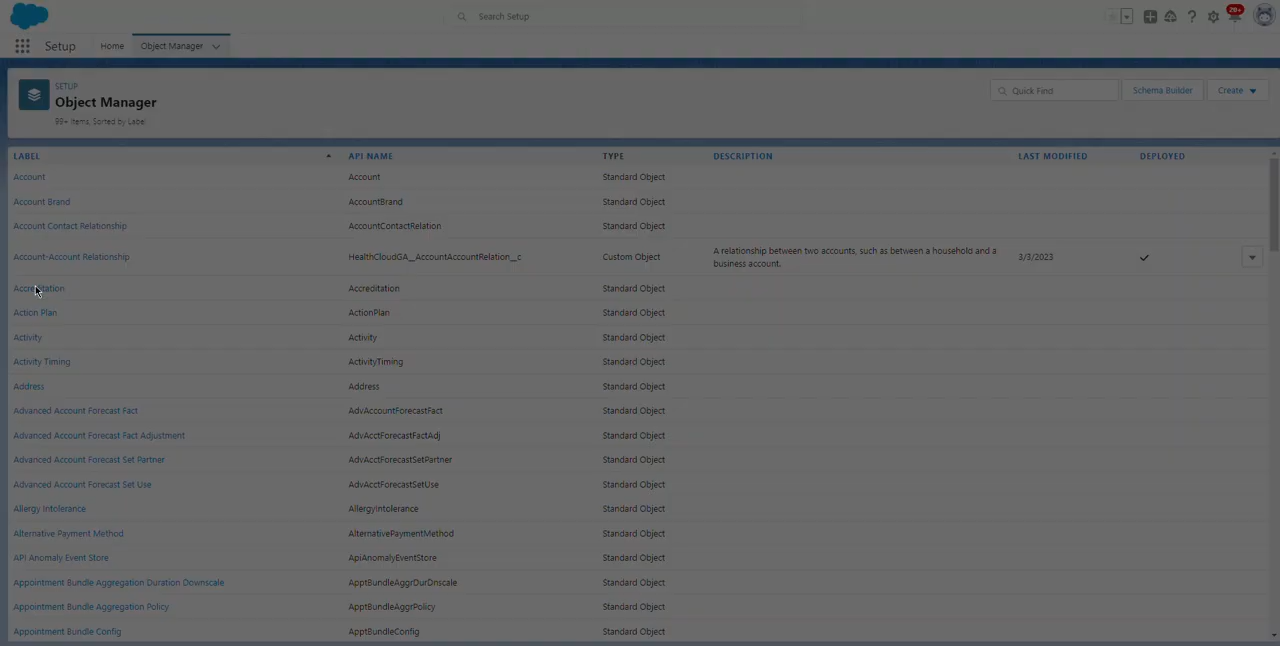 Search Setup
20+
Setup
Home
Object Manager
SETUP
Object Manager
99+ Items, Sorted by Label
Quick Find
Schema Builder
Create
LABEL API NAME TYPE DESCRIPTION LAST MODIFIED DEPLOYED
Account Account Standard Object
Account Brand AccountBrand Standard Object
Account Contact Relationship AccountContactRelation Standard Object
Account-Account Relationship HealthCloudGA__AccountAccountRelation__c Custom Object A relationship between two accounts, such as between a household and a 3/3/2023
business account.
Accreditation Accreditation Standard Object
Action Plan ActionPlan Standard Object
Activity Activity Standard Object
Activity Timing ActivityTiming Standard Object
Address Address Standard Object
Advanced Account Forecast Fact AdvAccountForecastFact Standard Object
Advanced Account Forecast Fact Adjustment AdvAcctForecastFactAdj Standard Object
Advanced Account Forecast Set Partner AdvAcctForecastSetPartner Standard Object
Advanced Account Forecast Set Use AdvAcctForecastSetUse Standard Object
Allergy Intolerance AllergyIntolerance Standard Object
Alternative Payment Method AlternativePaymentMethod Standard Object
API Anomaly Event Store ApiAnomalyEventStore Standard Object
Appointment Bundle Aggregation Duration Downscale ApptBundleAggrDurDnscale Standard Object
Appointment Bundle Aggregation Policy ApptBundleAggrPolicy Standard Object
Appointment Bundle Config ApptBundleConfig Standard Object